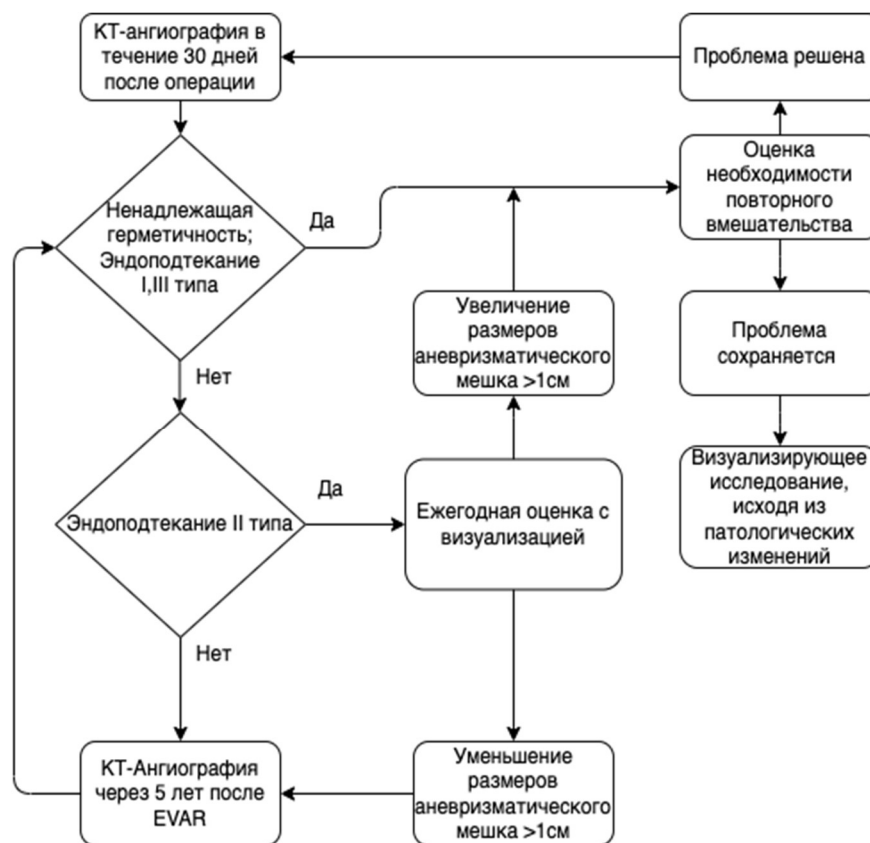 КТ-ангиография в
течение 30 дней
после операции
Проблема решена
Ненадлежащая
герметичность;
Эндоподтекание
I,III типа
Да
Оценка
необходимости
повторного
вмешательства
Увеличение
размеров
аневризматического
мешка >1см
Проблема
сохраняется
Нет
Эндоподтекание II типа
Да
Ежегодная оценка с
визуализацией
Визуализирующее
исследование,
исходя из
патологических
изменений
Нет
КТ-Ангиография
через 5 лет после
EVAR
Уменьшение
размеров
аневризматического
мешка >1см